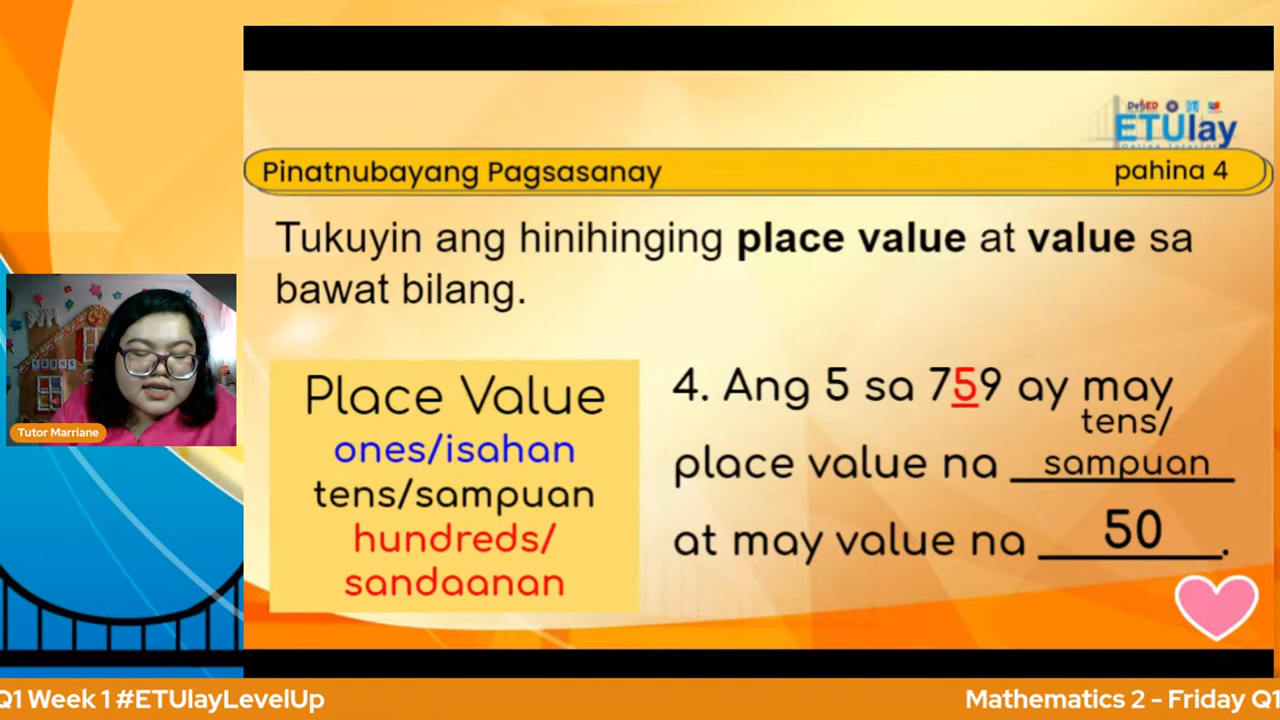 DepED
ETUlay
Pinatnubayang Pagsasanay
pahina 4
Tukuyin ang hinihinging place value at value sa
bawat bilang.
Place Value
ones/isahan
tens/sampuan
hundreds/
sandaanan
4. Ang 5 sa 759 ay may
tens/
place value na sampuan
at may value na 50.
Tutor Marriane
Q1 Week 1 #ETUlayLevelUp
Mathematics 2 - Friday Q1